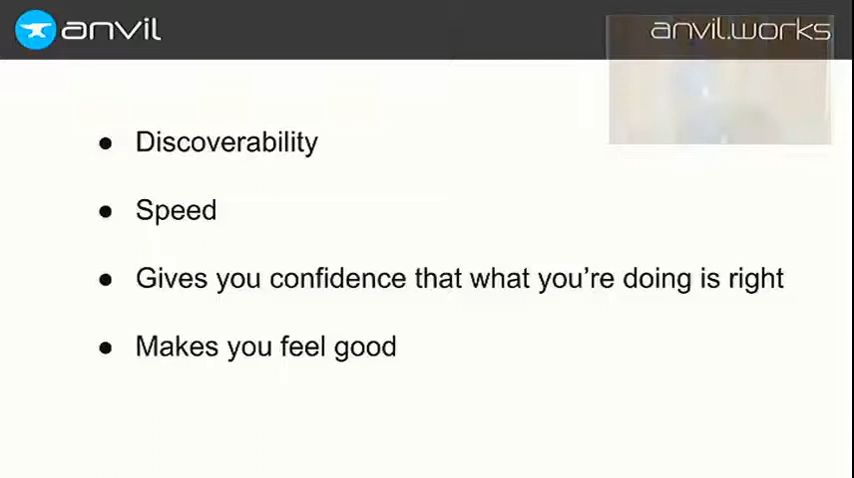 anvil
anvil.works
● Discoverability
● Speed
● Gives you confidence that what you’re doing is right
● Makes you feel good